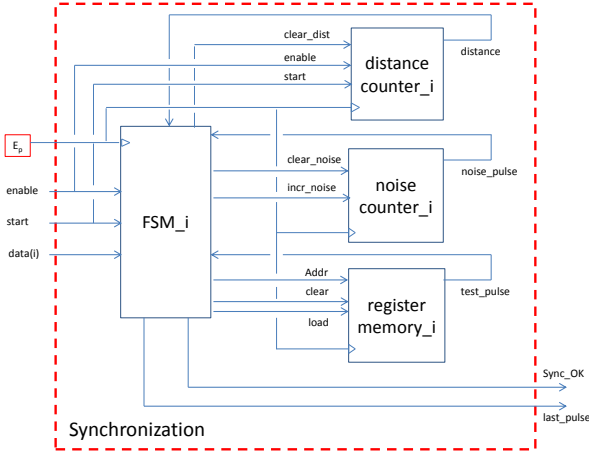 clear_dist
enable
start
distance
counter_i
distance
Ep
enable
start
data(i)
FSM_i
clear_noise
incr_noise
noise
counter_i
noise_pulse
Addr
clear
load
register
memory_i
test_pulse
Sync_OK
last_pulse
Synchronization